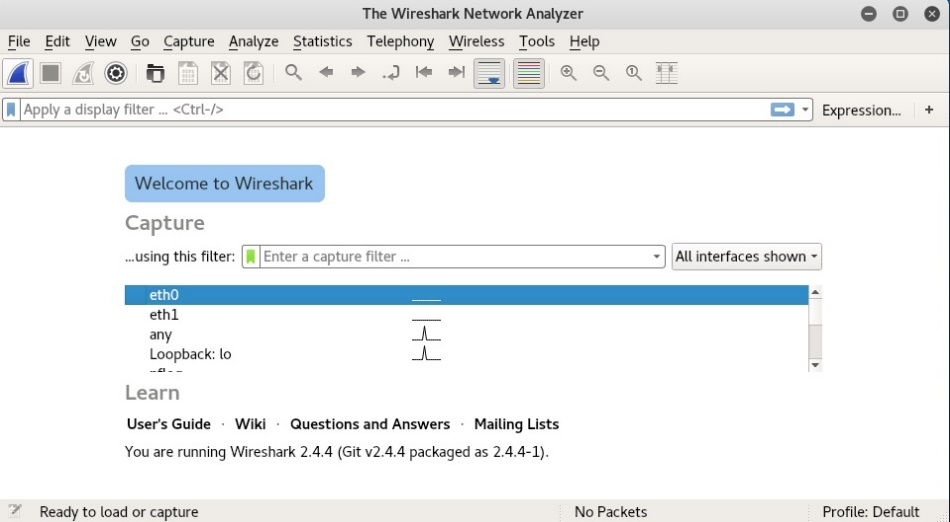 The Wireshark Network Analyzer
File Edit View Go Capture Analyze Statistics Telephony Wireless Tools Help
Apply a display filter ... <Ctrl-/> Expression... +
Welcome to Wireshark
Capture
...using this filter: Enter a capture filter ... All interfaces shown
eth0
eth1
any
Loopback: lo
Learn
User's Guide · Wiki · Questions and Answers · Mailing Lists
You are running Wireshark 2.4.4 (Git v2.4.4 packaged as 2.4.4-1).
Ready to load or capture No Packets Profile: Default